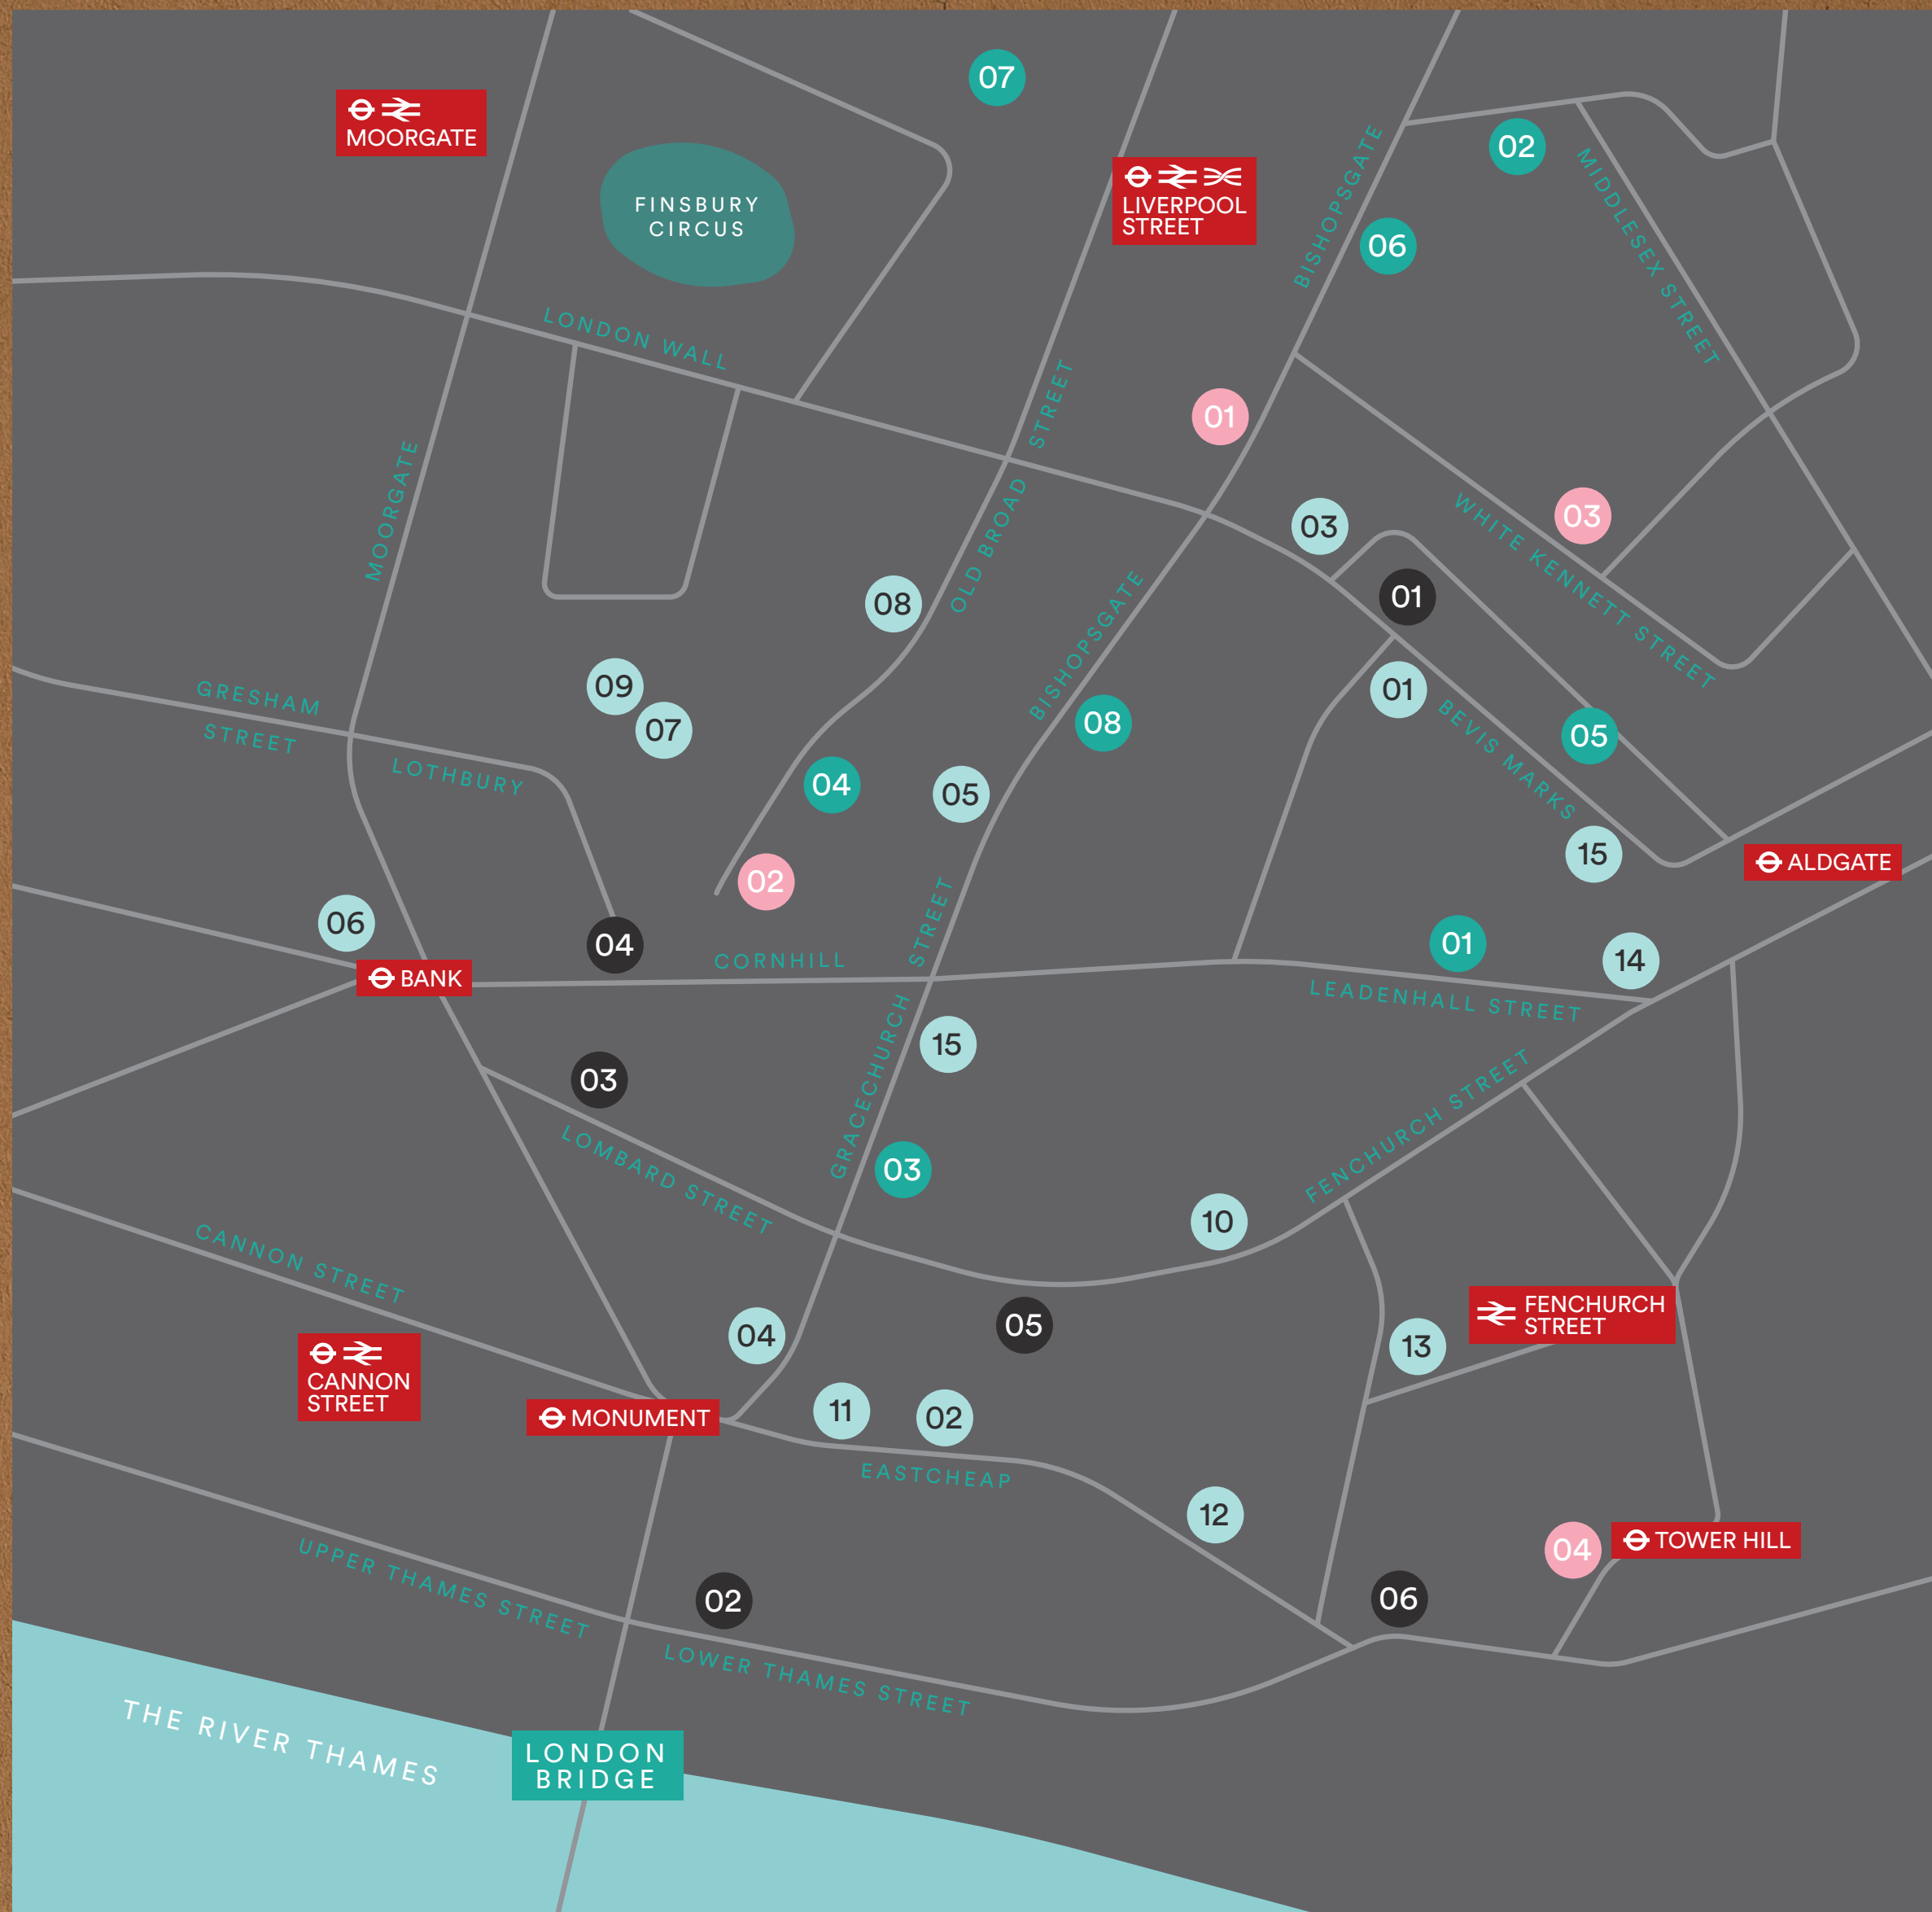 07
MOORGATE
02
LIVERPOOL
STREET
FINSBURY
CIRCUS
BISHOPSGATE
MIDDLESEX STREET
06
LONDON WALL
01
OLD BROAD STREET
MOORGATE
03
03
WHITE KENNETT STREET
01
08
BISHOPSGATE
09
01
GRESHAM
STREET
07
08
05
BEVIS MARKS
LOTHBURY
04
05
15
ALDGATE
02
06
04
CORNHILL
GRACECHURCH STREET
01
14
BANK
LEADENHALL STREET
15
03
LOMBARD STREET
03
FENCHURCH STREET
10
CANNON STREET
FENCHURCH
STREET
05
04
13
CANNON
STREET
MONUMENT
11
02
EASTCHEAP
12
TOWER HILL
04
UPPER THAMES STREET
02
06
LOWER THAMES STREET
THE RIVER THAMES
LONDON
BRIDGE